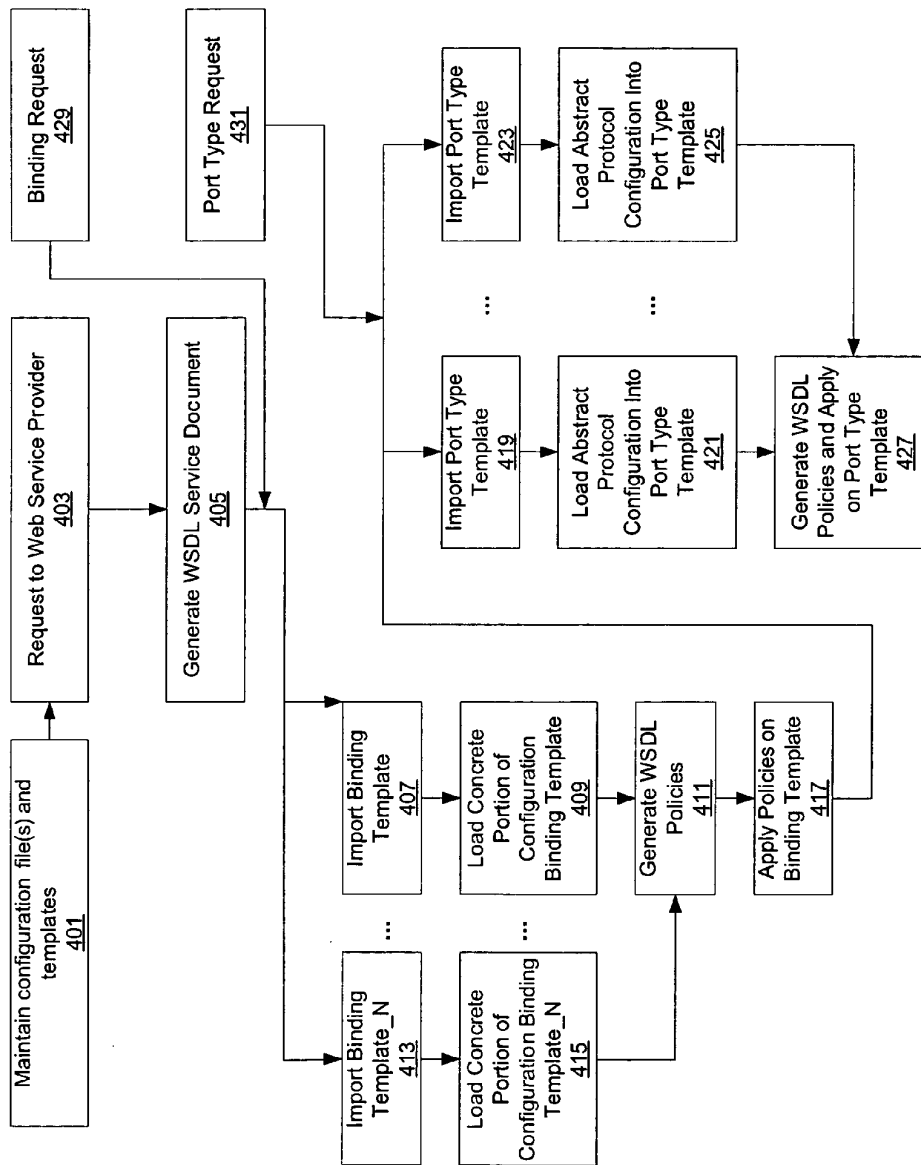 Maintain configuration file(s) and
templates
401
Request to Web Service Provider
403
Binding Request
429
Generate WSDL Service Document
405
Port Type Request
431
Import Binding
Template_N
413
...
Import Binding
Template
407
Import Port Type
Template
419
...
Import Port Type
Template
423
Load Concrete
Portion of
Configuration Binding
Template_N
415
...
Load Concrete
Portion of
Configuration
Binding Template
409
Load Abstract
Protocol
Configuration Into
Port Type
Template
421
...
Load Abstract
Protocol
Configuration Into
Port Type
Template
425
Generate WSDL
Policies
411
Apply Policies on
Binding Template
417
Generate WSDL
Policies and Apply
on Port Type
Template
427